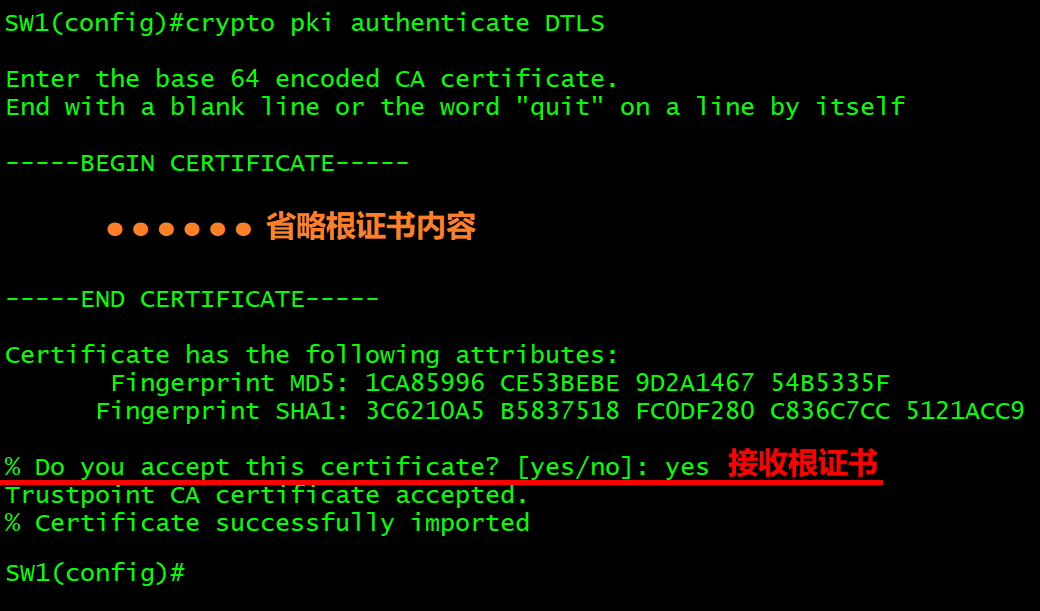 SW1(config)#crypto pki authenticate DTLS
Enter the base 64 encoded CA certificate.
End with a blank line or the word "quit" on a line by itself
-----BEGIN CERTIFICATE-----
●●●●●● 省略根证书内容
-----END CERTIFICATE-----
Certificate has the following attributes:
Fingerprint MD5: 1CA85996 CE53BEBE 9D2A1467 54B5335F
Fingerprint SHA1: 3C6210A5 B5837518 FC0DF280 C836C7CC 5121ACC9
% Do you accept this certificate? [yes/no]: yes 接收根证书
Trustpoint CA certificate accepted.
% Certificate successfully imported
SW1(config)#